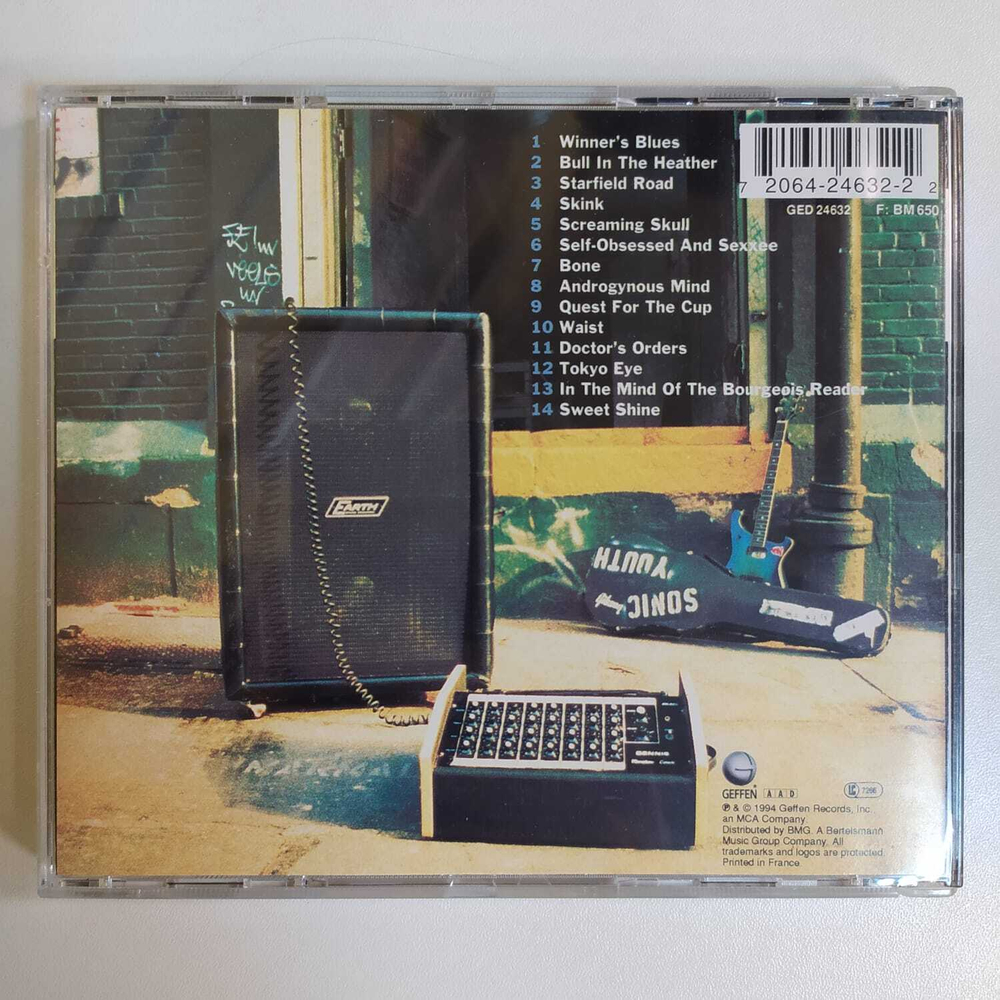 1 Winner's Blues
2 Bull In The Heather
3 Starfield Road
4 Skink
5 Screaming Skull
6 Self-Obsessed And Sexxee
7 Bone
8 Androgynous Mind
9 Quest For The Cup
10 Waist
11 Doctor's Orders
12 Tokyo Eye
13 In The Mind Of The Bourgeois Reader
14 Sweet Shine
7 2064-24632-2 2
GED 24632 F: BM 650
EARTH
SONIC
YOUTH
GEFFEN A A D
LC 7266
℗ & © 1994 Geffen Records, Inc.
an MCA Company.
Distributed by BMG. A Bertelsmann
Music Group Company. All
trademarks and logos are protected.
Printed in France.